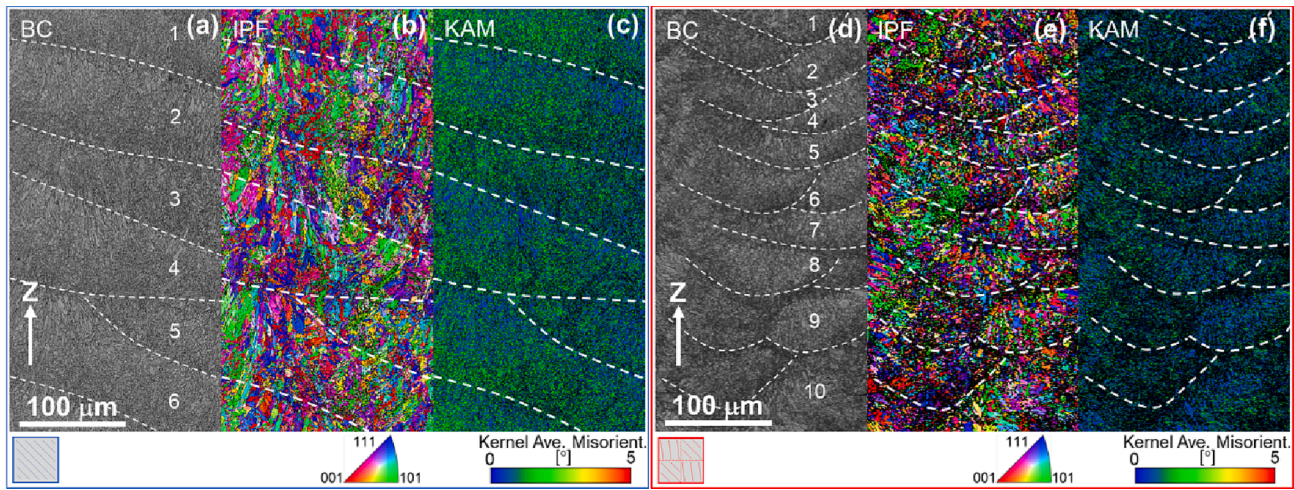 BC
(a)
IPF
(b)
KAM
(c)
1
2
3
4
5
6
Z
100 μm
111
001
101
Kernel Ave. Misorient.
0 [°] 5
BC
(d)
IPF
(e)
KAM
(f)
1
2
3
4
5
6
7
8
9
10
Z
100 μm
111
001
101
Kernel Ave. Misorient.
0 [°] 5